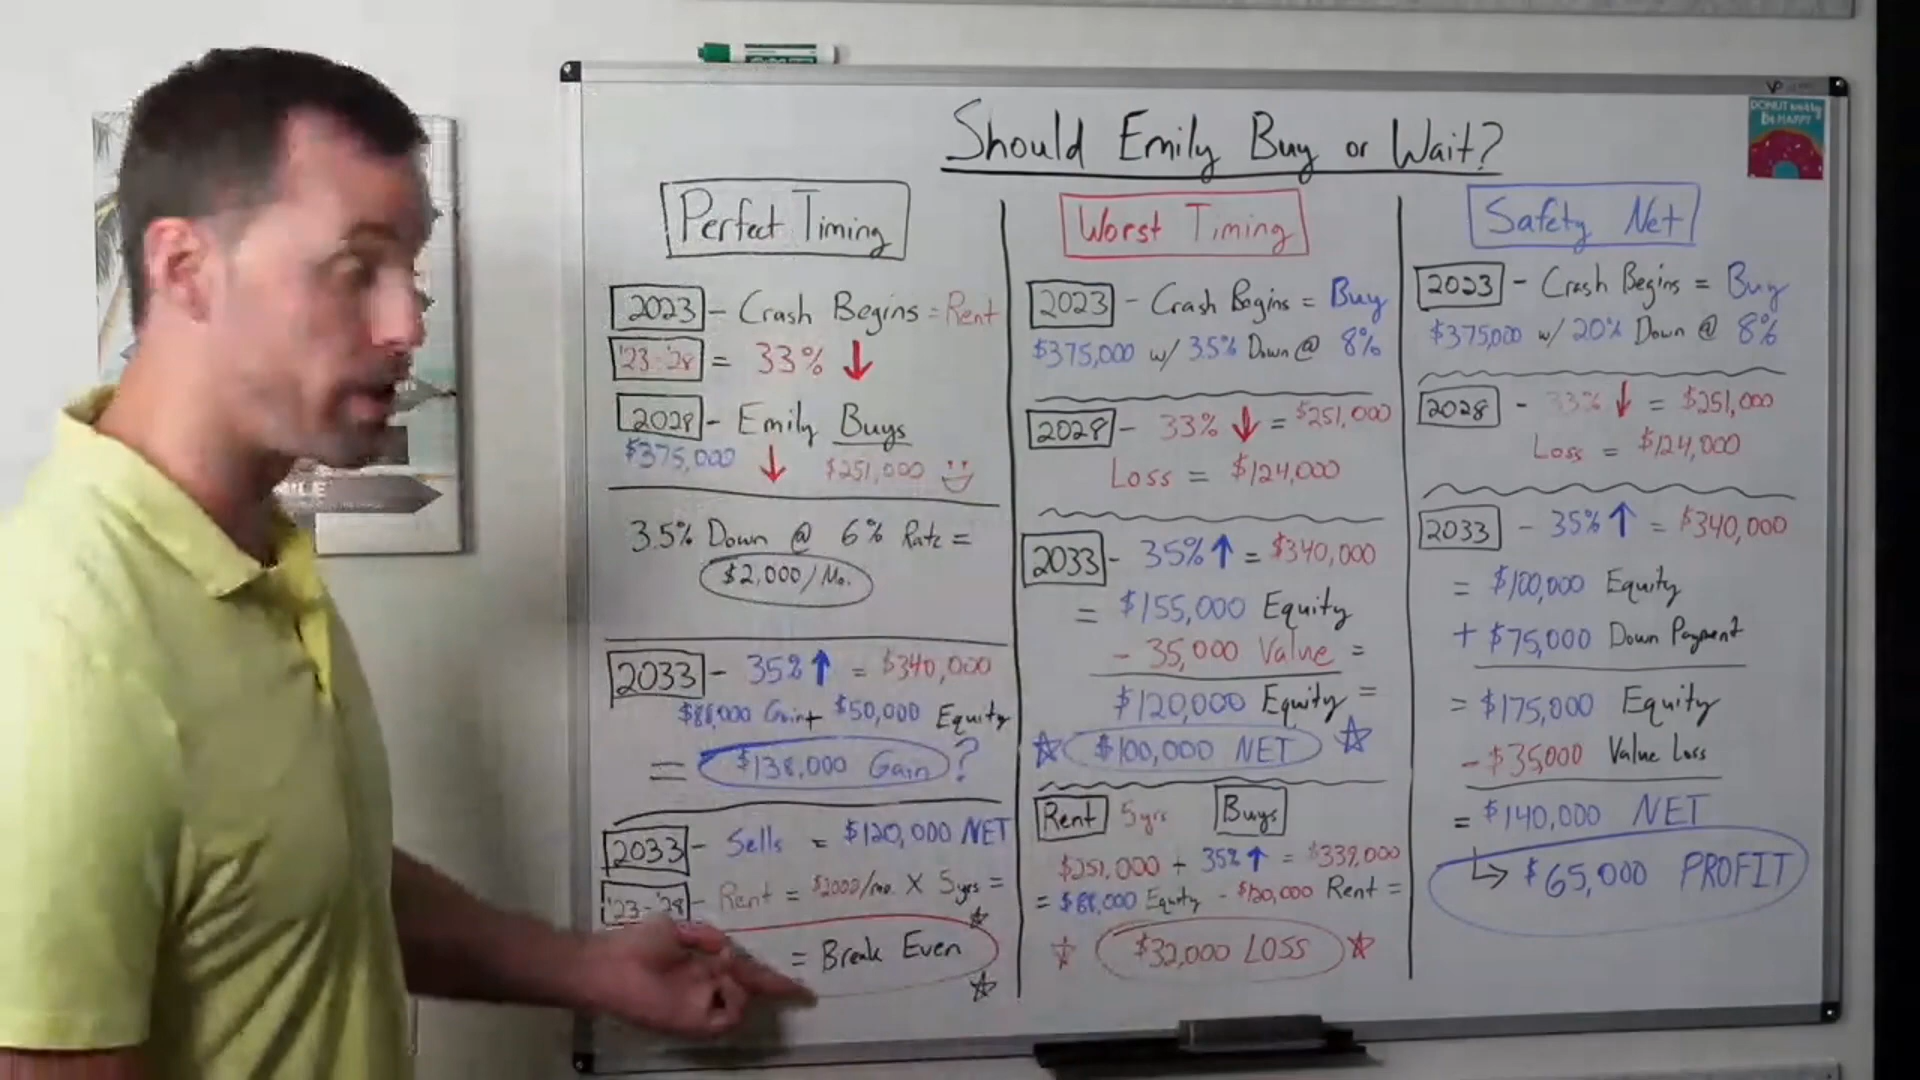 Should Emily Buy or Wait?
DONUT worry
BE HAPPY
Perfect Timing
2023 - Crash Begins = Rent
'23-'28 = 33% ↓
2028 - Emily Buys
$375,000 ↓ $251,000
3.5% Down @ 6% Rate =
$2,000/Mo.
2033 - 35% ↑ = $340,000
$88,000 Gain + $50,000 Equity
= $138,000 Gain ?
2033 - Sells = $120,000 NET
'23-'28 - Rent = $2000/mo. X 5yrs =
= Break Even
Worst Timing
2023 - Crash Begins = Buy
$375,000 w/ 3.5% Down @ 8%
2028 - 33% ↓ = $251,000
Loss = $124,000
2033 - 35% ↑ = $340,000
= $155,000 Equity
- 35,000 Value =
$120,000 Equity =
$100,000 NET
Rent 5yrs Buys
$251,000 + 35% ↑ = $339,000
= $88,000 Equity - $120,000 Rent =
$32,000 LOSS
Safety Net
2023 - Crash Begins = Buy
$375,000 w/ 20% Down @ 8%
2028 - 33% ↓ = $251,000
Loss = $124,000
2033 - 35% ↑ = $340,000
= $100,000 Equity
+ $75,000 Down Payment
= $175,000 Equity
- $35,000 Value Loss
= $140,000 NET
↳ $65,000 PROFIT